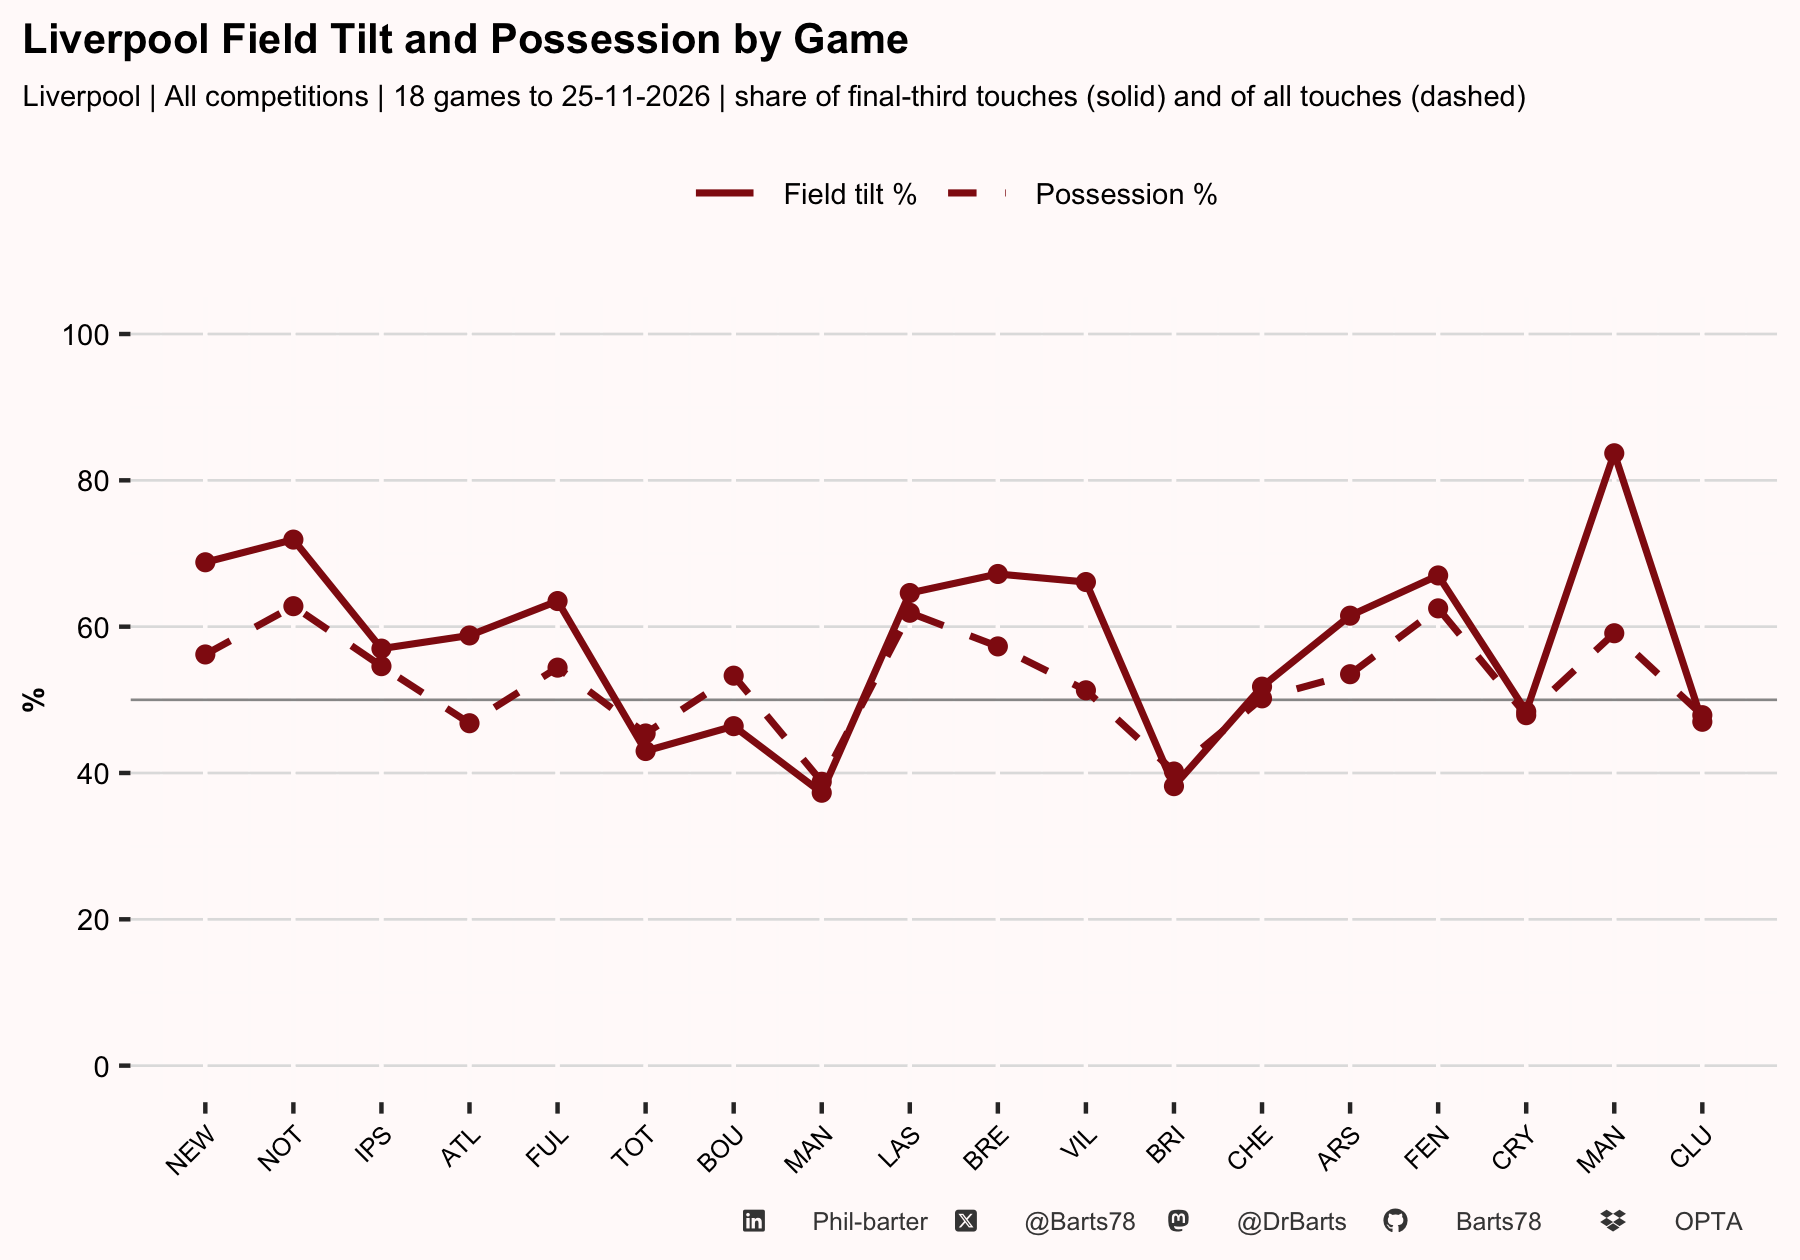 Liverpool Field Tilt and Possession by Game
Liverpool | All competitions | 18 games to 25-11-2026 | share of final-third touches (solid) and of all touches (dashed)
Field tilt % Possession %
100
80
60
40
20
0
%
NEW NOT IPS ATL FUL TOT BOU MAN LAS BRE VIL BRI CHE ARS FEN CRY MAN CLU
Phil-barter @Barts78 @DrBarts Barts78 OPTA